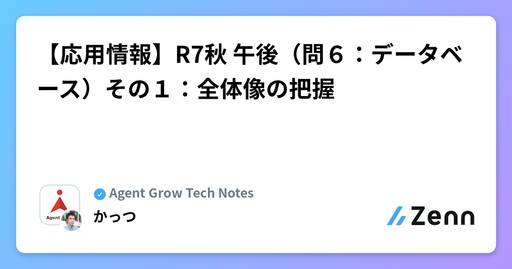 【応用情報】R7秋 午後（問６：データベ
ース）その１：全体像の把握
Agent Grow Tech Notes
Agent
かっつ
Zenn